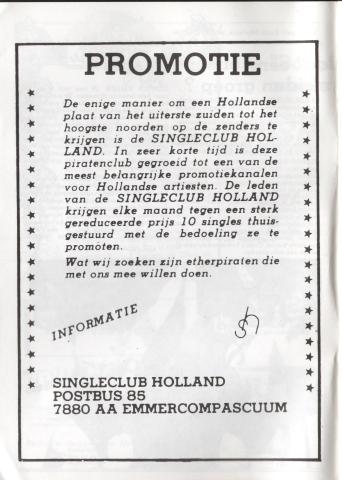 PROMOTIE
De enige manier om een Hollandse
plaat van het uiterste zuiden tot het
hoogste noorden op de zenders te
krijgen is de SINGLECLUB HOL-
LAND. In zeer korte tijd is deze
piratenclub gegroeid tot een van de
meest belangrijke promotiekanalen
voor Hollandse artiesten. De leden
van de SINGLECLUB HOLLAND
krijgen elke maand tegen een sterk
gereduceerde prijs 10 singles thuis-
gestuurd met de bedoeling ze te
promoten.
Wat wij zoeken zijn etherpiraten die
met ons mee willen doen.
INFORMATIE
SINGLECLUB HOLLAND
POSTBUS 85
7880 AA EMMERCOMPASCUUM